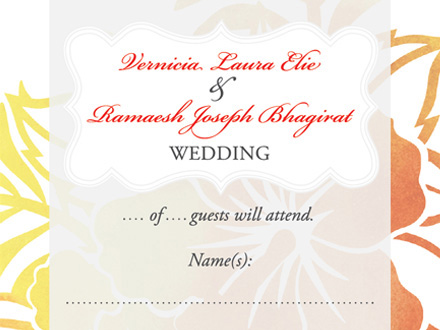 Vernicia Laura Elie
&
Ramaesh Joseph Bhagirat
WEDDING
.... of .... guests will attend.
Name(s):
..................................................